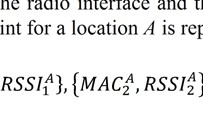 he radio interface and th
int for a location A is rep
RSSI₁ᴬ}, {MAC₂ᴬ, RSSI₂ᴬ}